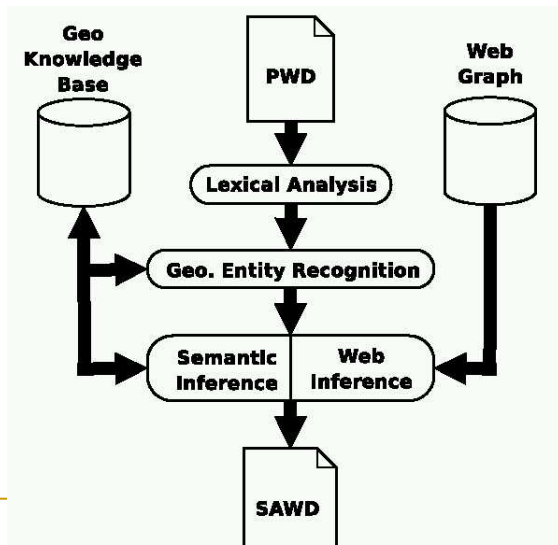 Geo
Knowledge
Base
PWD
Web
Graph
Lexical Analysis
Geo. Entity Recognition
Semantic
Inference
Web
Inference
SAWD